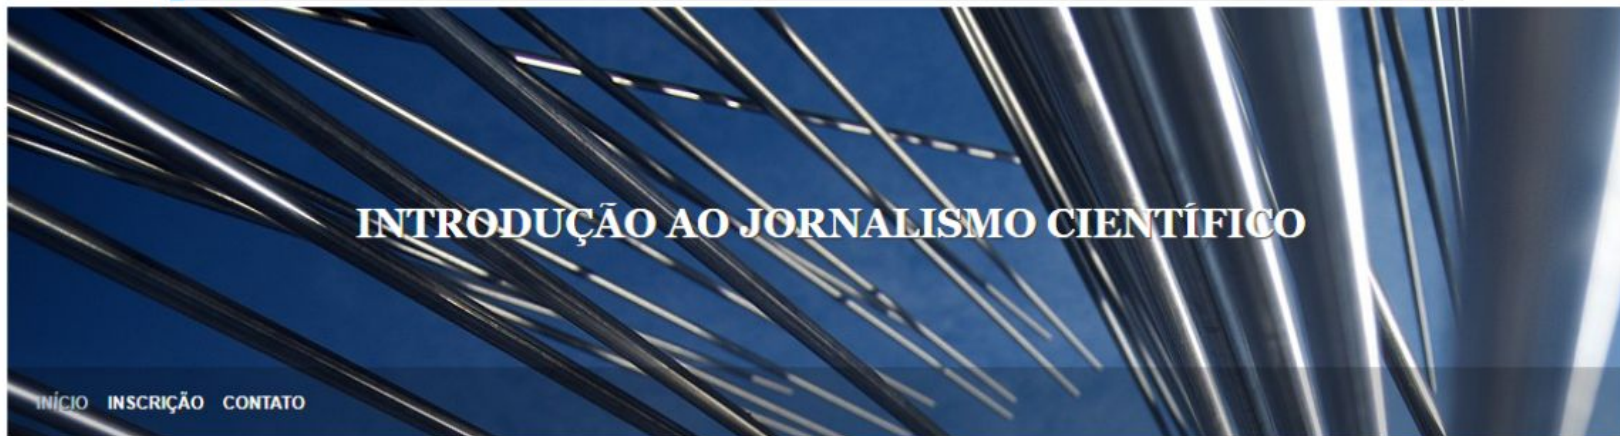 INTRODUÇÃO AO JORNALISMO CIENTÍFICO
INÍCIO INSCRIÇÃO CONTATO